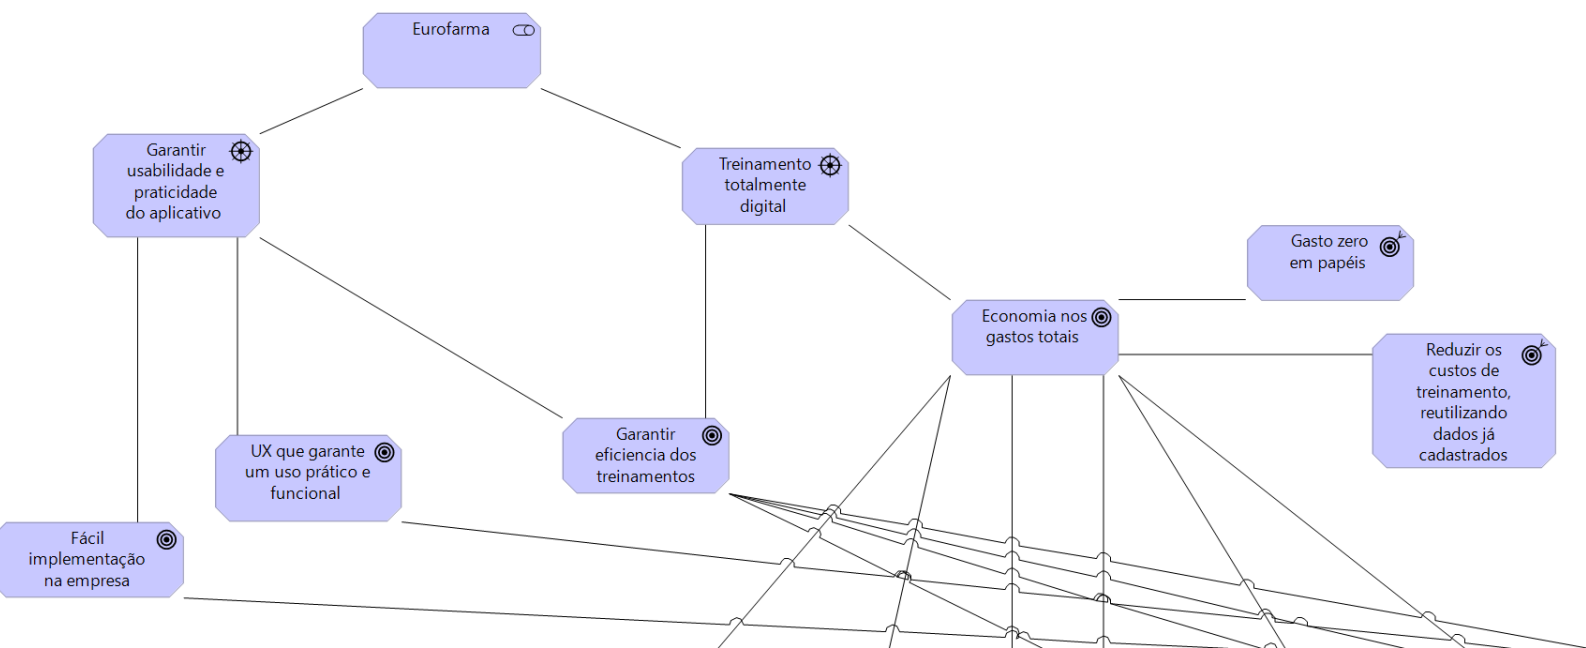 Eurofarma
Garantir
usabilidade e
praticidade
do aplicativo
Treinamento
totalmente
digital
Gasto zero
em papéis
Economia nos
gastos totais
Reduzir os
custos de
treinamento,
reutilizando
dados já
cadastrados
Garantir
eficiencia dos
treinamentos
UX que garante
um uso prático e
funcional
Fácil
implementação
na empresa